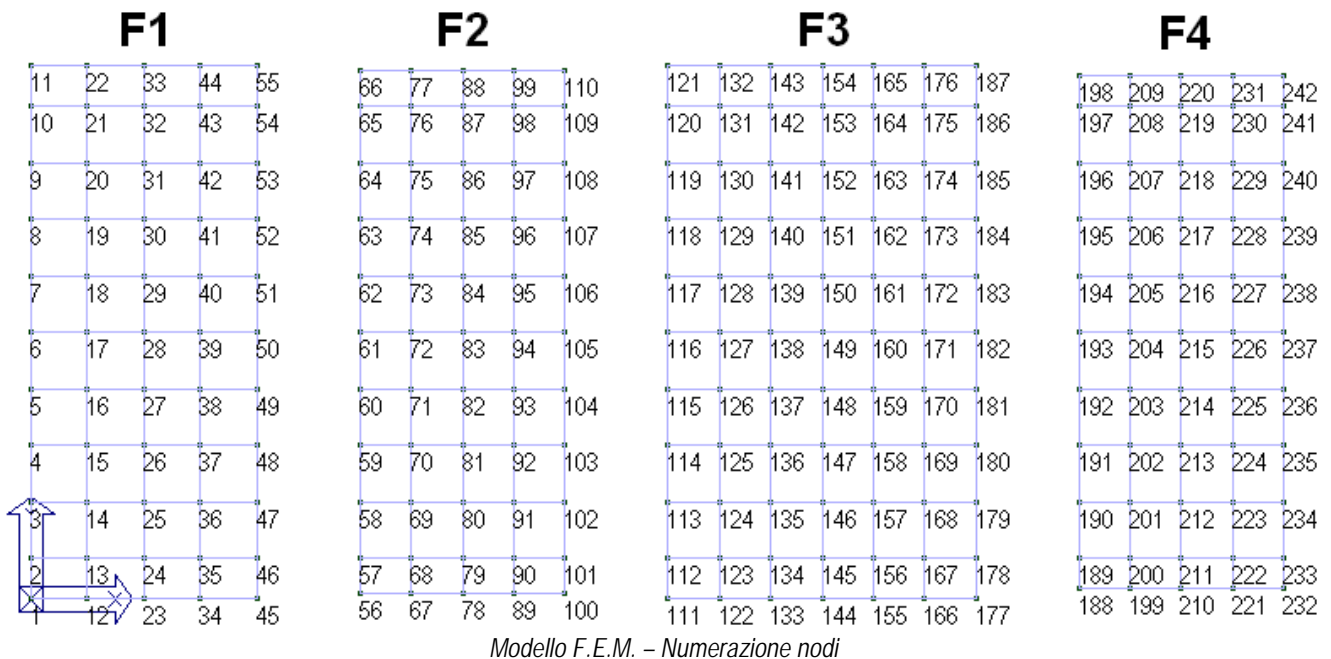 F1 F2 F3 F4
11 22 33 44 55 66 77 88 99 110 121 132 143 154 165 176 187 198 209 220 231 242
10 21 32 43 54 65 76 87 98 109 120 131 142 153 164 175 186 197 208 219 230 241
9 20 31 42 53 64 75 86 97 108 119 130 141 152 163 174 185 196 207 218 229 240
8 19 30 41 52 63 74 85 96 107 118 129 140 151 162 173 184 195 206 217 228 239
7 18 29 40 51 62 73 84 95 106 117 128 139 150 161 172 183 194 205 216 227 238
6 17 28 39 50 61 72 83 94 105 116 127 138 149 160 171 182 193 204 215 226 237
5 16 27 38 49 60 71 82 93 104 115 126 137 148 159 170 181 192 203 214 225 236
4 15 26 37 48 59 70 81 92 103 114 125 136 147 158 169 180 191 202 213 224 235
3 14 25 36 47 58 69 80 91 102 113 124 135 146 157 168 179 190 201 212 223 234
2 13 24 35 46 57 68 79 90 101 112 123 134 145 156 167 178 189 200 211 222 233
X
1 12 23 34 45 56 67 78 89 100 111 122 133 144 155 166 177 188 199 210 221 232
Modello F.E.M. – Numerazione nodi